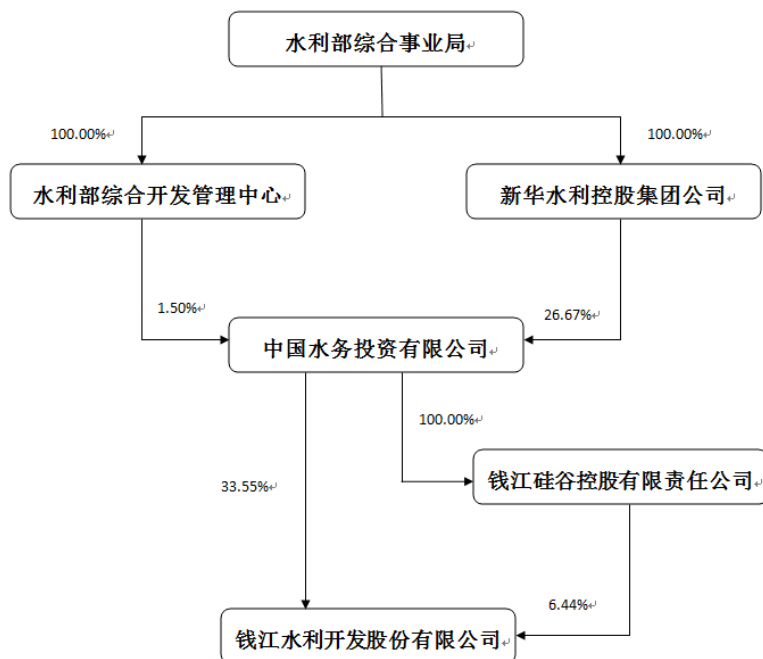 水利部综合事业局
100.00%
100.00%
水利部综合开发管理中心
新华水利控股集团公司
1.50%
26.67%
中国水务投资有限公司
100.00%
33.55%
钱江硅谷控股有限责任公司
6.44%
钱江水利开发股份有限公司